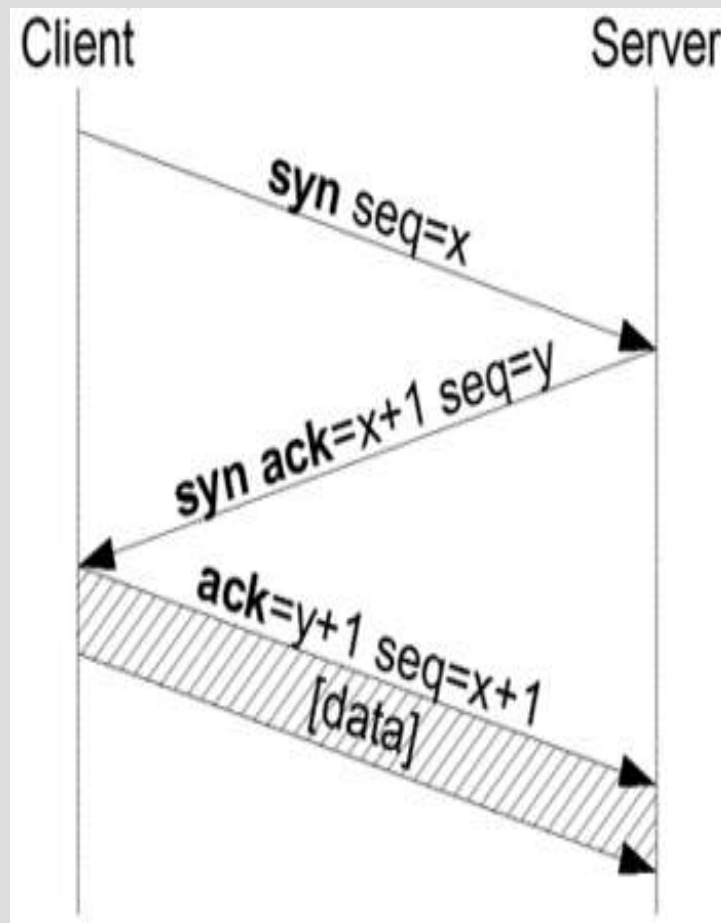 Client
Server
syn seq=x
syn ack=x+1 seq=y
ack=y+1 seq=x+1
[data]